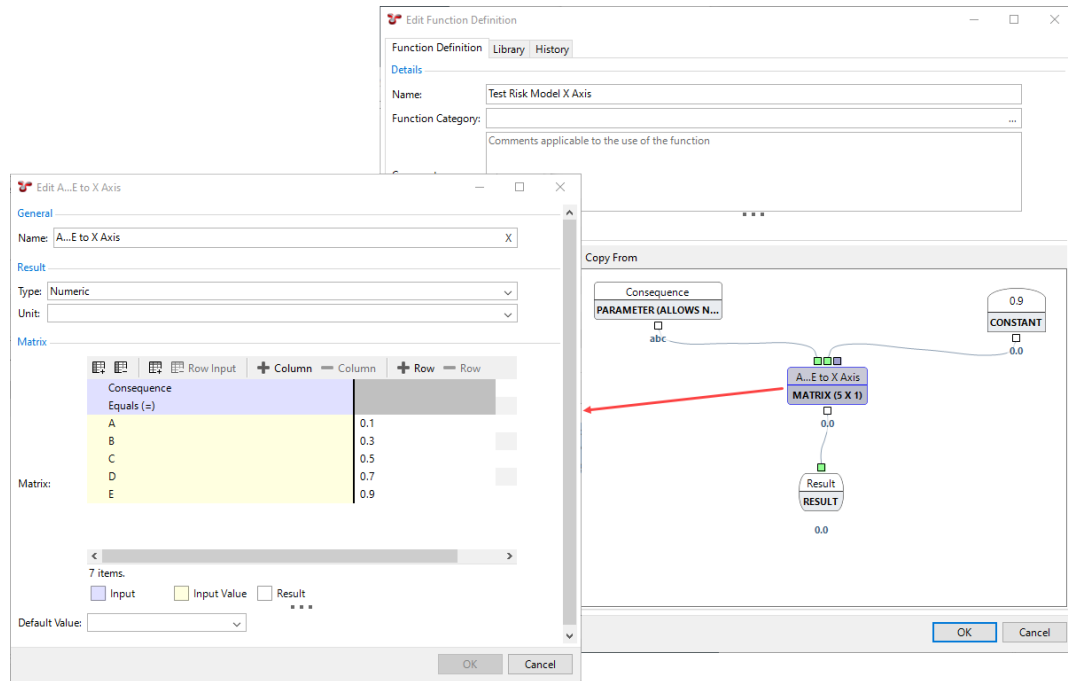 Edit Function Definition
Function Definition Library History
Details
Name: Test Risk Model X Axis
Function Category: ...
Comments applicable to the use of the function
Copy From
Consequence
PARAMETER (ALLOWS N...
abc
0.9
CONSTANT
0.0
A...E to X Axis
MATRIX (5 X 1)
0.0
Result
RESULT
0.0
OK Cancel
Edit A...E to X Axis
General
Name: A...E to X Axis X
Result
Type: Numeric
Unit:
Matrix
Row Input Column Column Row Row
Consequence
Equals (=)
A 0.1
B 0.3
C 0.5
D 0.7
E 0.9
Matrix:
7 items.
Input Input Value Result
Default Value:
OK Cancel